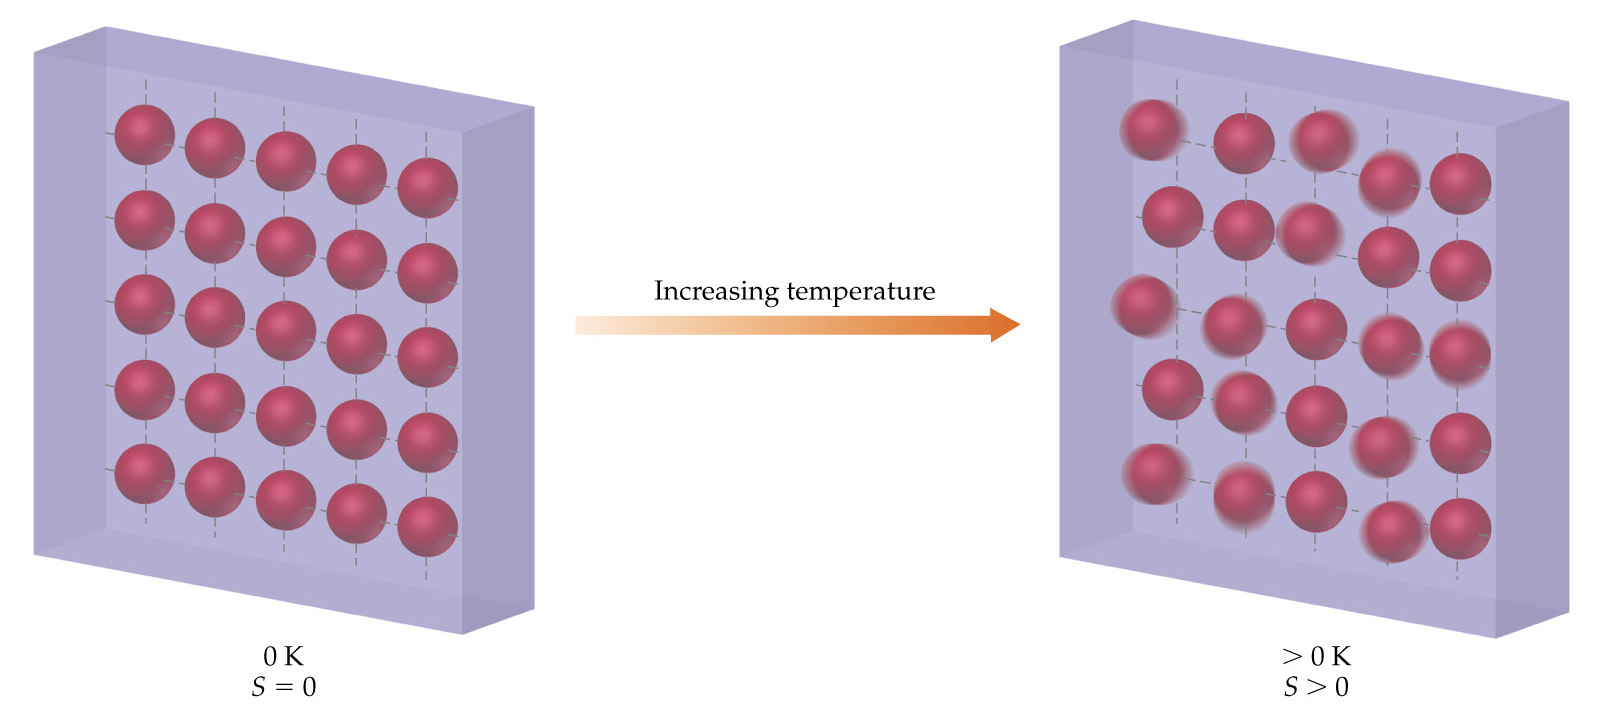 Increasing temperature
0 K
S = 0
> 0 K
S > 0